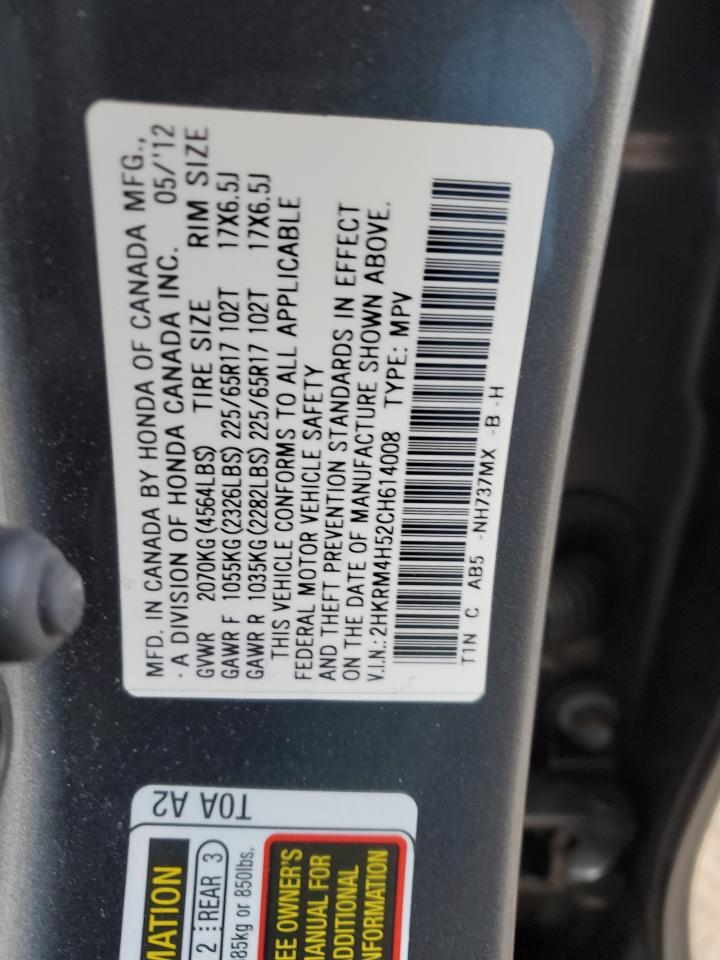 MFD. IN CANADA BY HONDA OF CANADA MFG.,
· A DIVISION OF HONDA CANADA INC. 05/'12
GVWR 2070KG (4564LBS) TIRE SIZE RIM SIZE
GAWR F 1055KG (2326LBS) 225/65R17 102T 17X6.5J
GAWR R 1035KG (2282LBS) 225/65R17 102T 17X6.5J
THIS VEHICLE CONFORMS TO ALL APPLICABLE
FEDERAL MOTOR VEHICLE SAFETY
AND THEFT PREVENTION STANDARDS IN EFFECT
ON THE DATE OF MANUFACTURE SHOWN ABOVE.
V.I.N.:2HKRM4H52CH614008 TYPE: MPV
T1N C AB5 -NH737MX -B -H
T0A A2
MATION
2 REAR 3
85kg or 850lbs.
EE OWNER'S
ANUAL FOR
DDITIONAL
NFORMATION